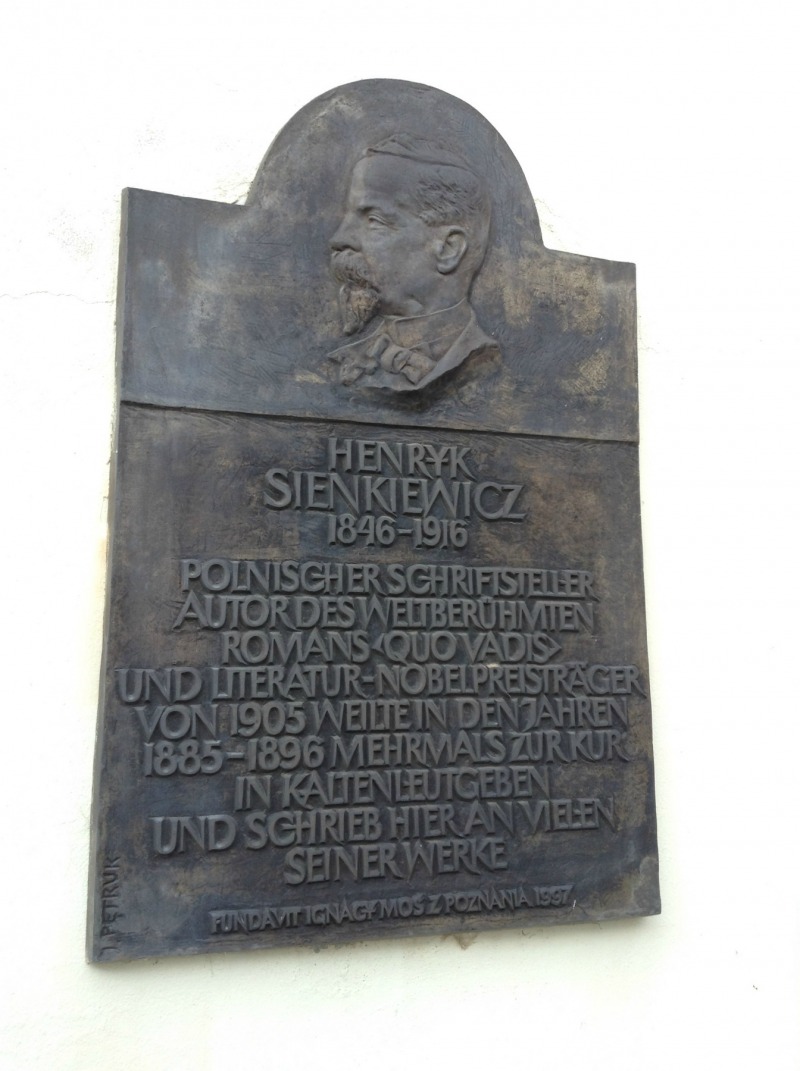 HENRYK
SIENKIEWICZ
1846-1916
POLNISCHER SCHRIFTSTELLER
AUTOR DES WELTBERÜHMTEN
ROMANS <QUO VADIS>
UND LITERATUR-NOBELPREISTRÄGER
VON 1905 WEILTE IN DEN JAHREN
1885-1896 MEHRMALS ZUR KUR
IN KALTENLEUTGEBEN
UND SCHRIEB HIER AN VIELEN
SEINER WERKE
FUNDAVIT IGNACY MOŚ Z POZNANIA 1997
J. PĘTRUK